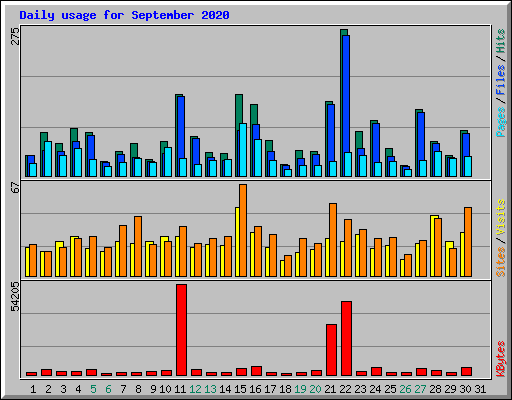 Daily usage for September 2020
275
67
54205
Pages / Files / Hits
Sites / Visits
KBytes
1 2 3 4 5 6 7 8 9 10 11 12 13 14 15 16 17 18 19 20 21 22 23 24 25 26 27 28 29 30 31